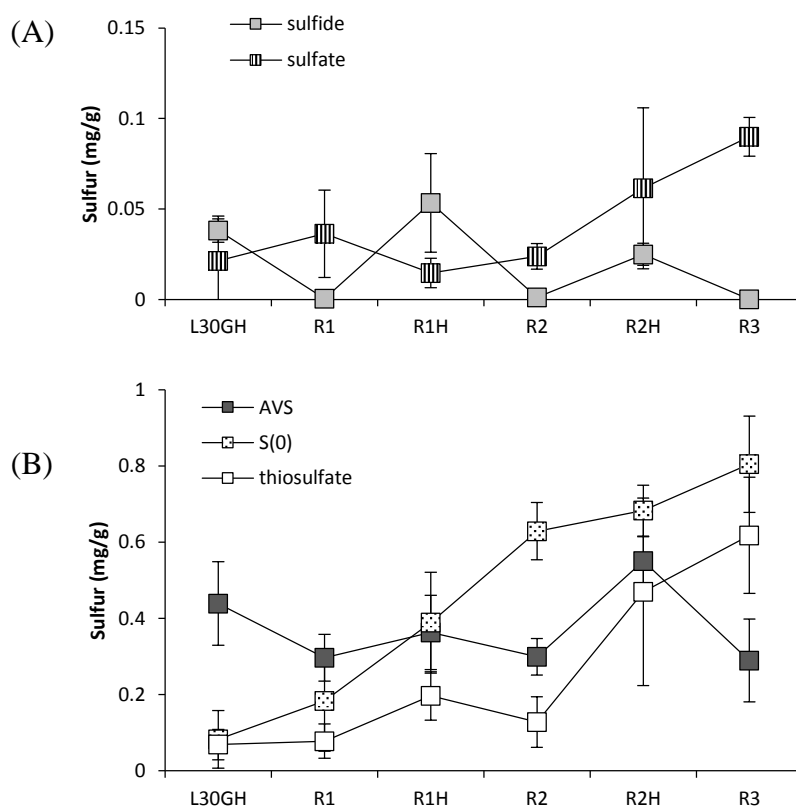 (A)
sulfide
sulfate
Sulfur (mg/g)
0.15
0.1
0.05
0
L30GH R1 R1H R2 R2H R3
(B)
AVS
S(0)
thiosulfate
Sulfur (mg/g)
1
0.8
0.6
0.4
0.2
0
L30GH R1 R1H R2 R2H R3